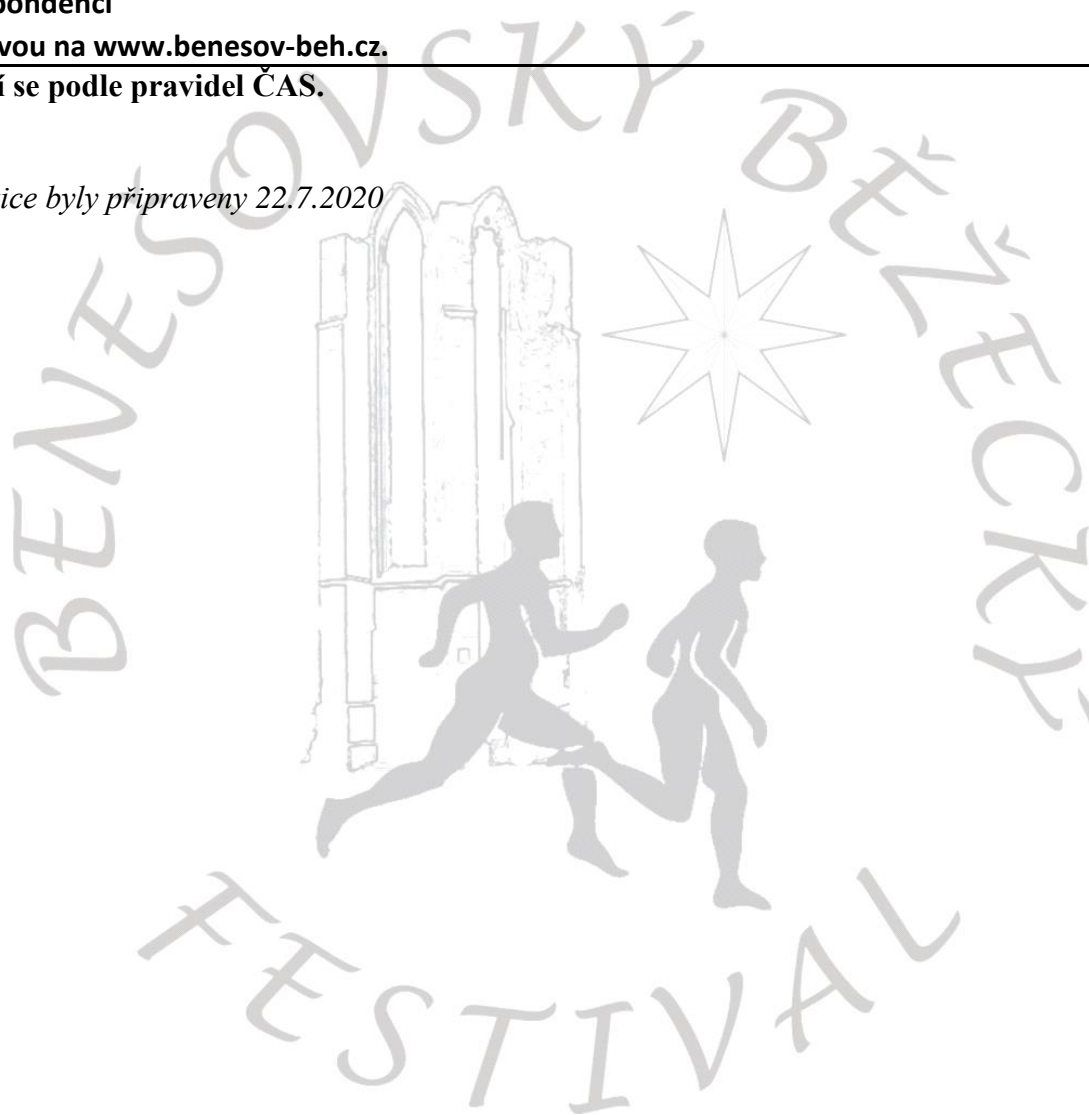 pondenci
vou na www.benesov-beh.cz.
í se podle pravidel ČAS.
ice byly připraveny 22.7.2020
BENESOVSKÝ BĚŽECKÝ
FESTIVAL